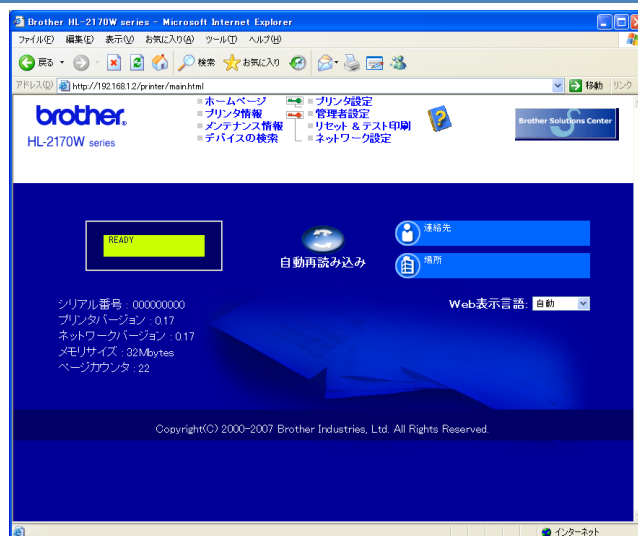 Brother HL-2170W series - Microsoft Internet Explorer
ファイル(F) 編集(E) 表示(V) お気に入り(A) ツール(T) ヘルプ(H)
戻る 検索 お気に入り
アドレス(D) http://192.168.1.2/printer/main.html 移動 リンク
brother.
HL-2170W series
ホームページ プリンタ設定
プリンタ情報 管理者設定
メンテナンス情報 リセット & テスト印刷
デバイスの検索 ネットワーク設定
Brother Solutions Center
READY
自動再読み込み
連絡先
場所
シリアル番号 : 000000000
プリンタバージョン : 0.17
ネットワークバージョン : 0.17
メモリサイズ : 32Mbytes
ページカウンタ : 22
Web表示言語: 自動
Copyright(C) 2000-2007 Brother Industries, Ltd. All Rights Reserved.
インターネット